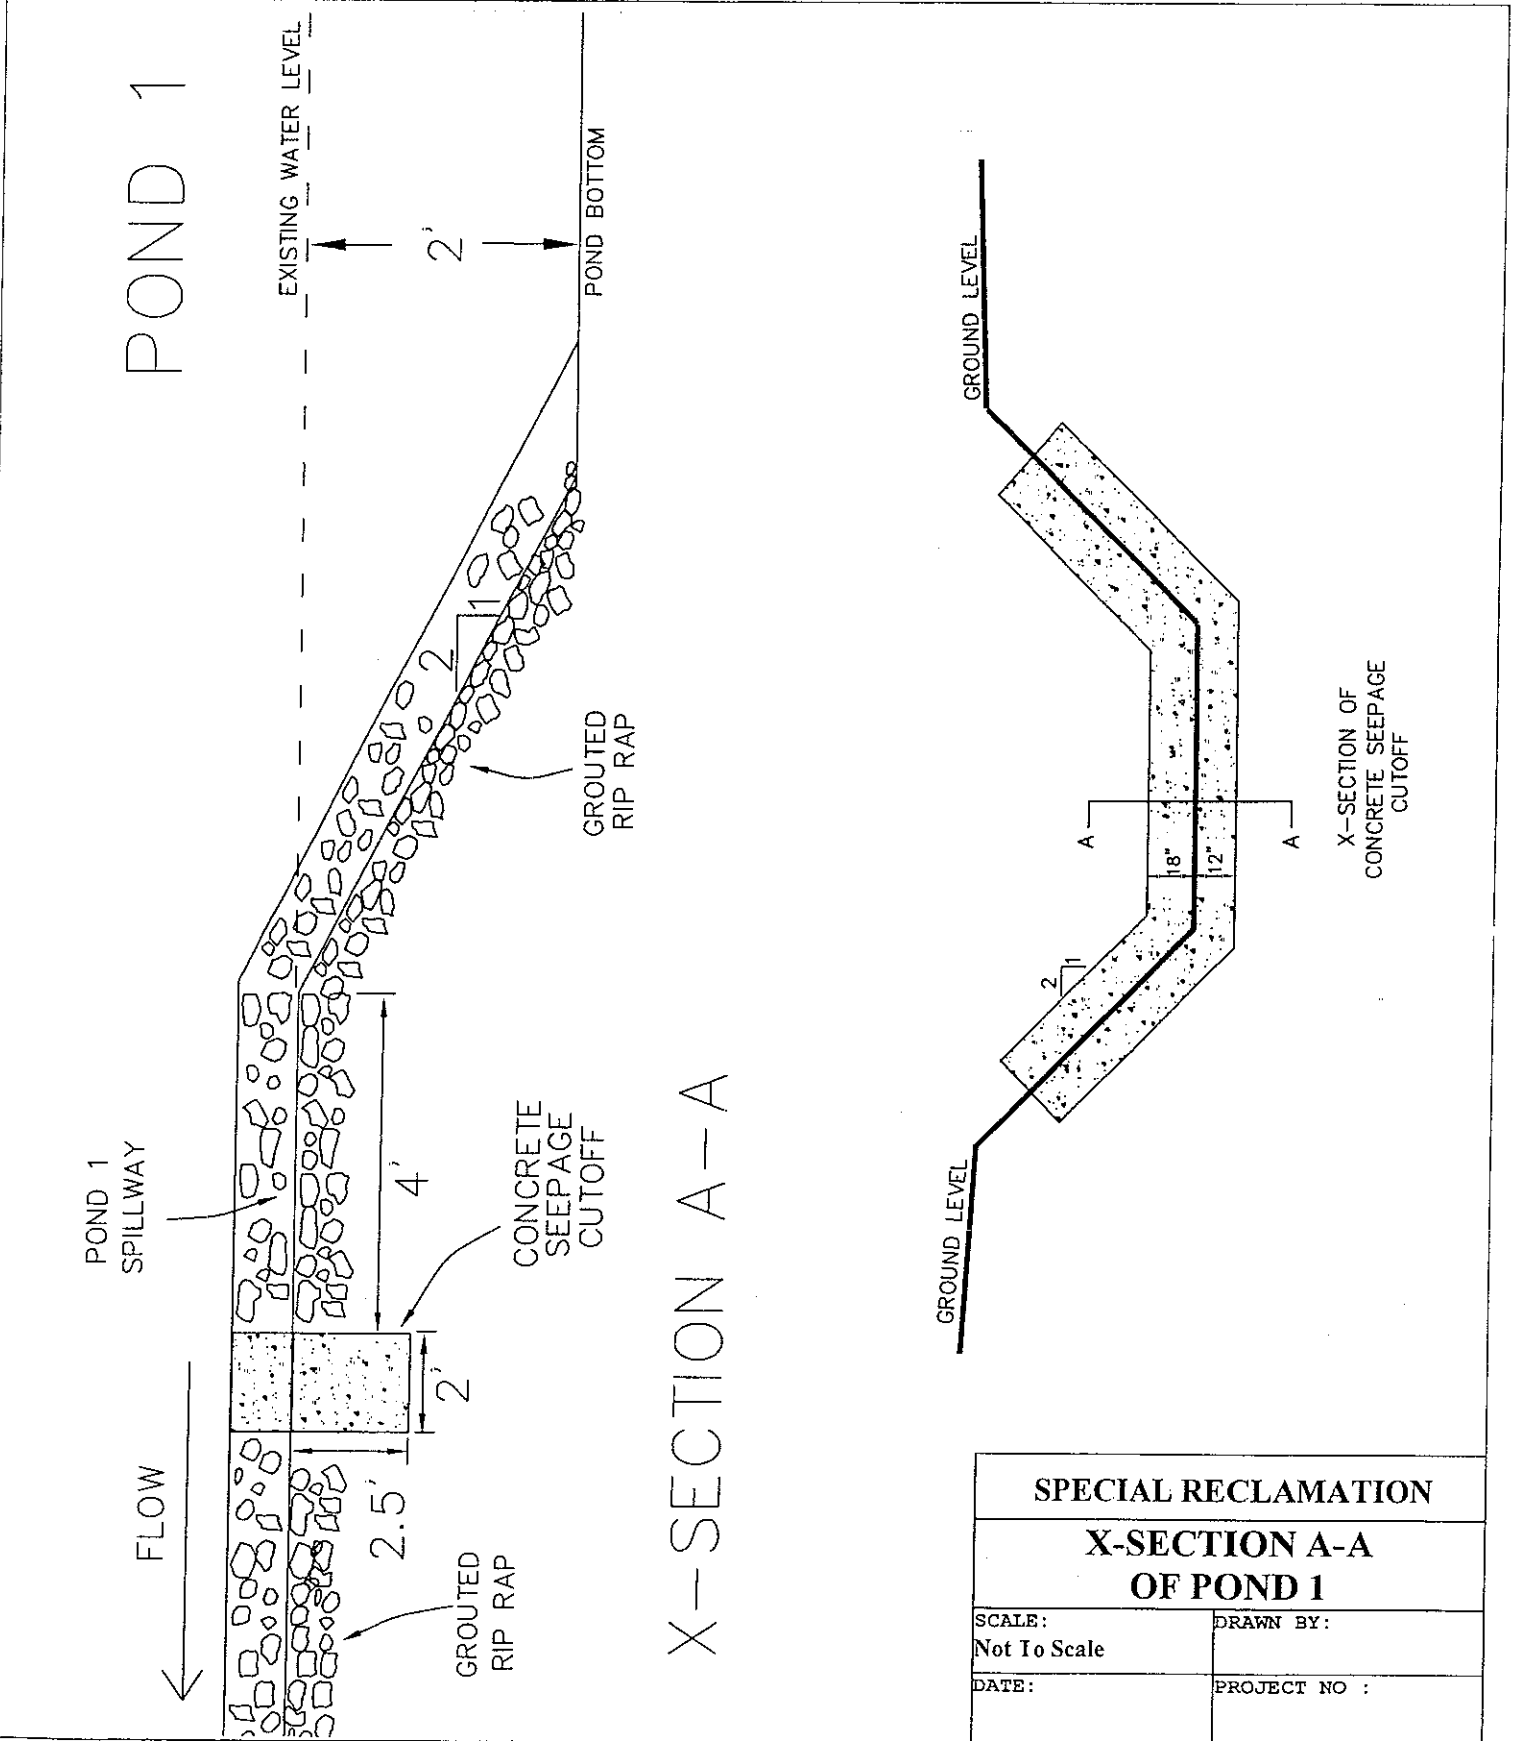 POND 1
EXISTING WATER LEVEL
2'
POND BOTTOM
2
1
GROUTED
RIP RAP
POND 1
SPILLWAY
4'
CONCRETE
SEEPAGE
CUTOFF
2'
FLOW
2.5'
GROUTED
RIP RAP
X-SECTION A-A
GROUND LEVEL
GROUND LEVEL
A
A
18"
12"
2
1
X-SECTION OF
CONCRETE SEEPAGE
CUTOFF
SPECIAL RECLAMATION
X-SECTION A-A
OF POND 1
SCALE:
Not To Scale
DRAWN BY:
DATE:
PROJECT NO :